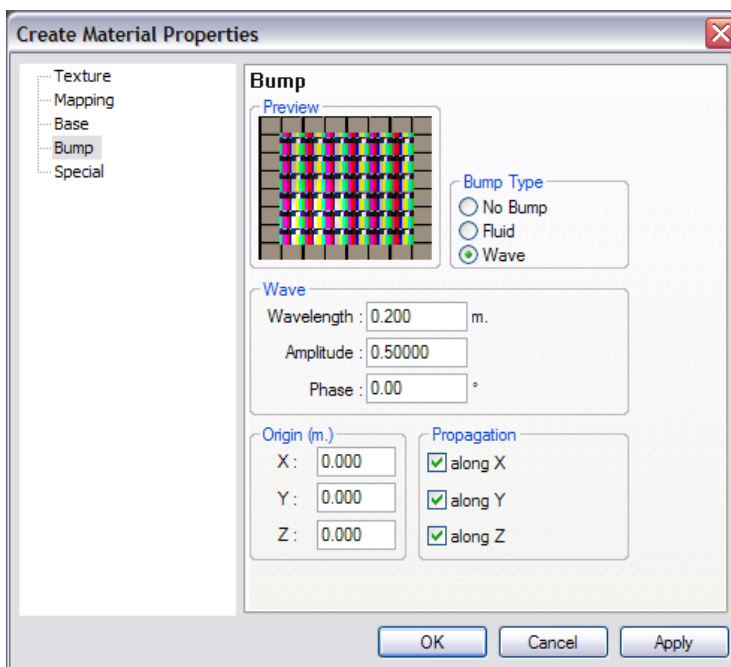 Create Material Properties
Texture
Mapping
Base
Bump
Special
Bump
Preview
Bump Type
No Bump
Fluid
Wave
Wave
Wavelength : 0.200 m.
Amplitude : 0.50000
Phase : 0.00 °
Origin (m.)
X : 0.000
Y : 0.000
Z : 0.000
Propagation
along X
along Y
along Z
OK Cancel Apply